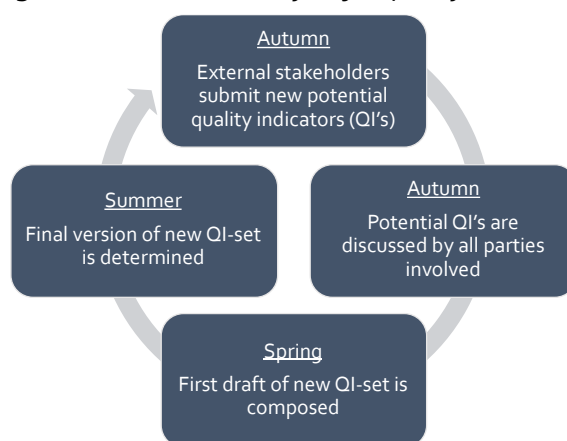 Autumn
External stakeholders
submit new potential
quality indicators (QI's)
Autumn
Potential QI's are
discussed by all parties
involved
Spring
First draft of new QI-set is
composed
Summer
Final version of new QI-set
is determined